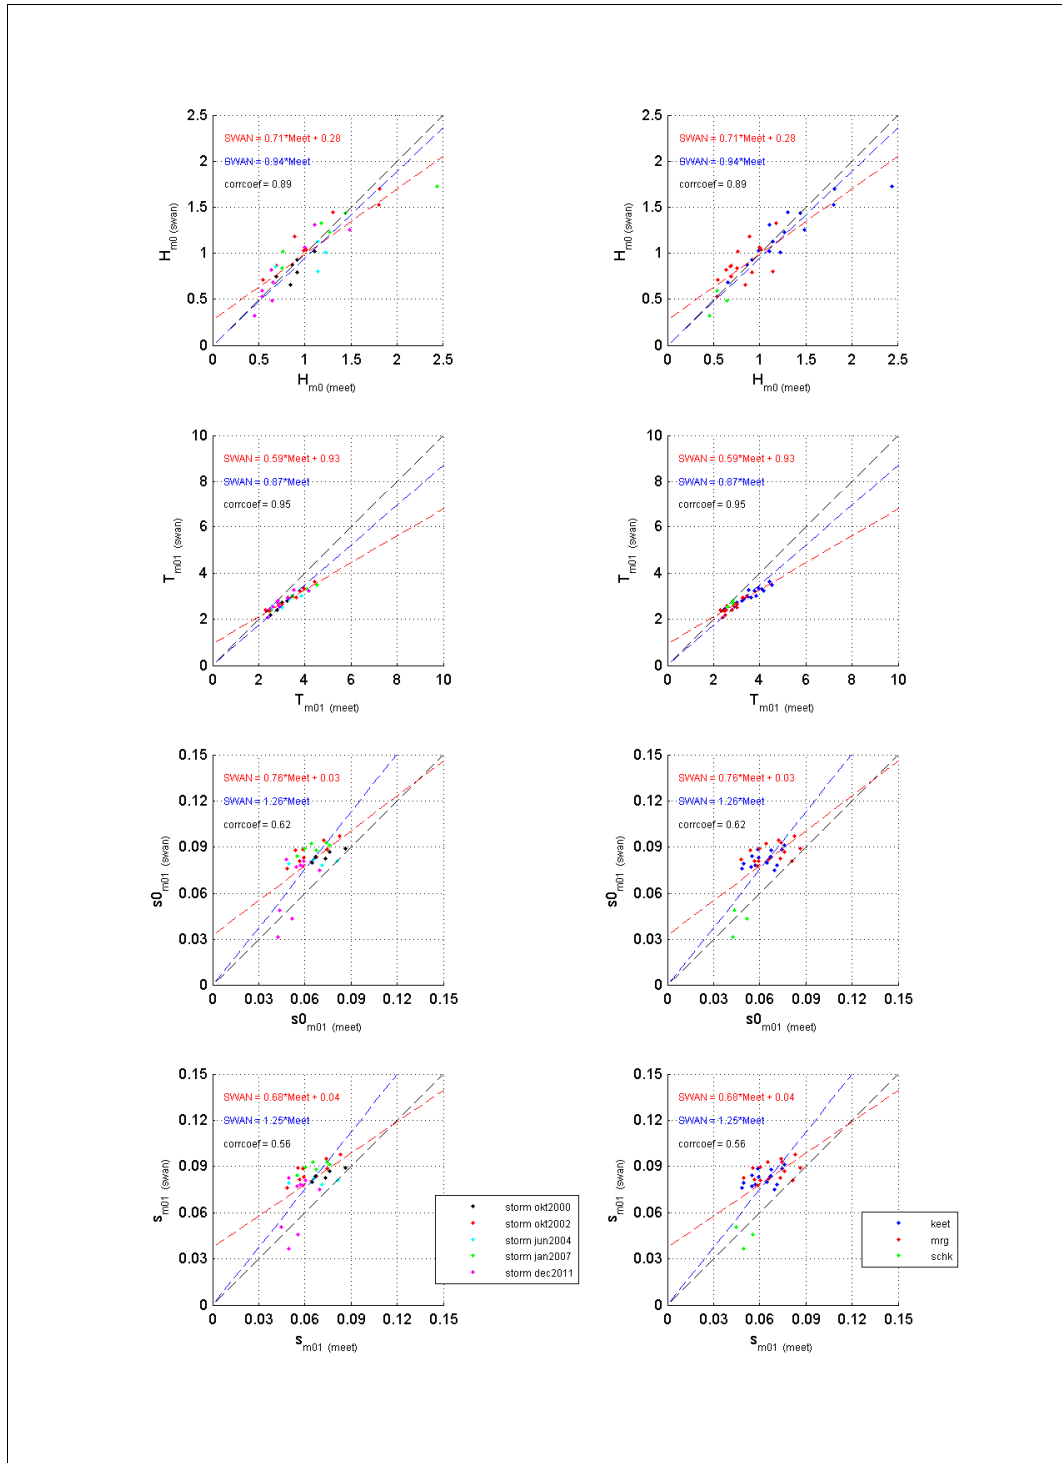 2.5
2
1.5
1
0.5
0
SWAN = 0.71*Meet + 0.28
SWAN = 0.94*Meet
corrcoef = 0.89
H m0 (swan)
0 0.5 1 1.5 2 2.5
H m0 (meet)
2.5
2
1.5
1
0.5
0
SWAN = 0.71*Meet + 0.28
SWAN = 0.94*Meet
corrcoef = 0.89
H m0 (swan)
0 0.5 1 1.5 2 2.5
H m0 (meet)
10
8
6
4
2
0
SWAN = 0.59*Meet + 0.93
SWAN = 0.87*Meet
corrcoef = 0.95
T m01 (swan)
0 2 4 6 8 10
T m01 (meet)
10
8
6
4
2
0
SWAN = 0.59*Meet + 0.93
SWAN = 0.87*Meet
corrcoef = 0.95
T m01 (swan)
0 2 4 6 8 10
T m01 (meet)
0.15
0.12
0.09
0.06
0.03
0
SWAN = 0.76*Meet + 0.03
SWAN = 1.26*Meet
corrcoef = 0.62
s0 m01 (swan)
0 0.03 0.06 0.09 0.12 0.15
s0 m01 (meet)
0.15
0.12
0.09
0.06
0.03
0
SWAN = 0.76*Meet + 0.03
SWAN = 1.26*Meet
corrcoef = 0.62
s0 m01 (swan)
0 0.03 0.06 0.09 0.12 0.15
s0 m01 (meet)
0.15
0.12
0.09
0.06
0.03
0
SWAN = 0.68*Meet + 0.04
SWAN = 1.25*Meet
corrcoef = 0.56
s m01 (swan)
0 0.03 0.06 0.09 0.12 0.15
s m01 (meet)
storm okt2000
storm okt2002
storm jun2004
storm jan2007
storm dec2011
0.15
0.12
0.09
0.06
0.03
0
SWAN = 0.68*Meet + 0.04
SWAN = 1.25*Meet
corrcoef = 0.56
s m01 (swan)
0 0.03 0.06 0.09 0.12 0.15
s m01 (meet)
keet
mrg
schk